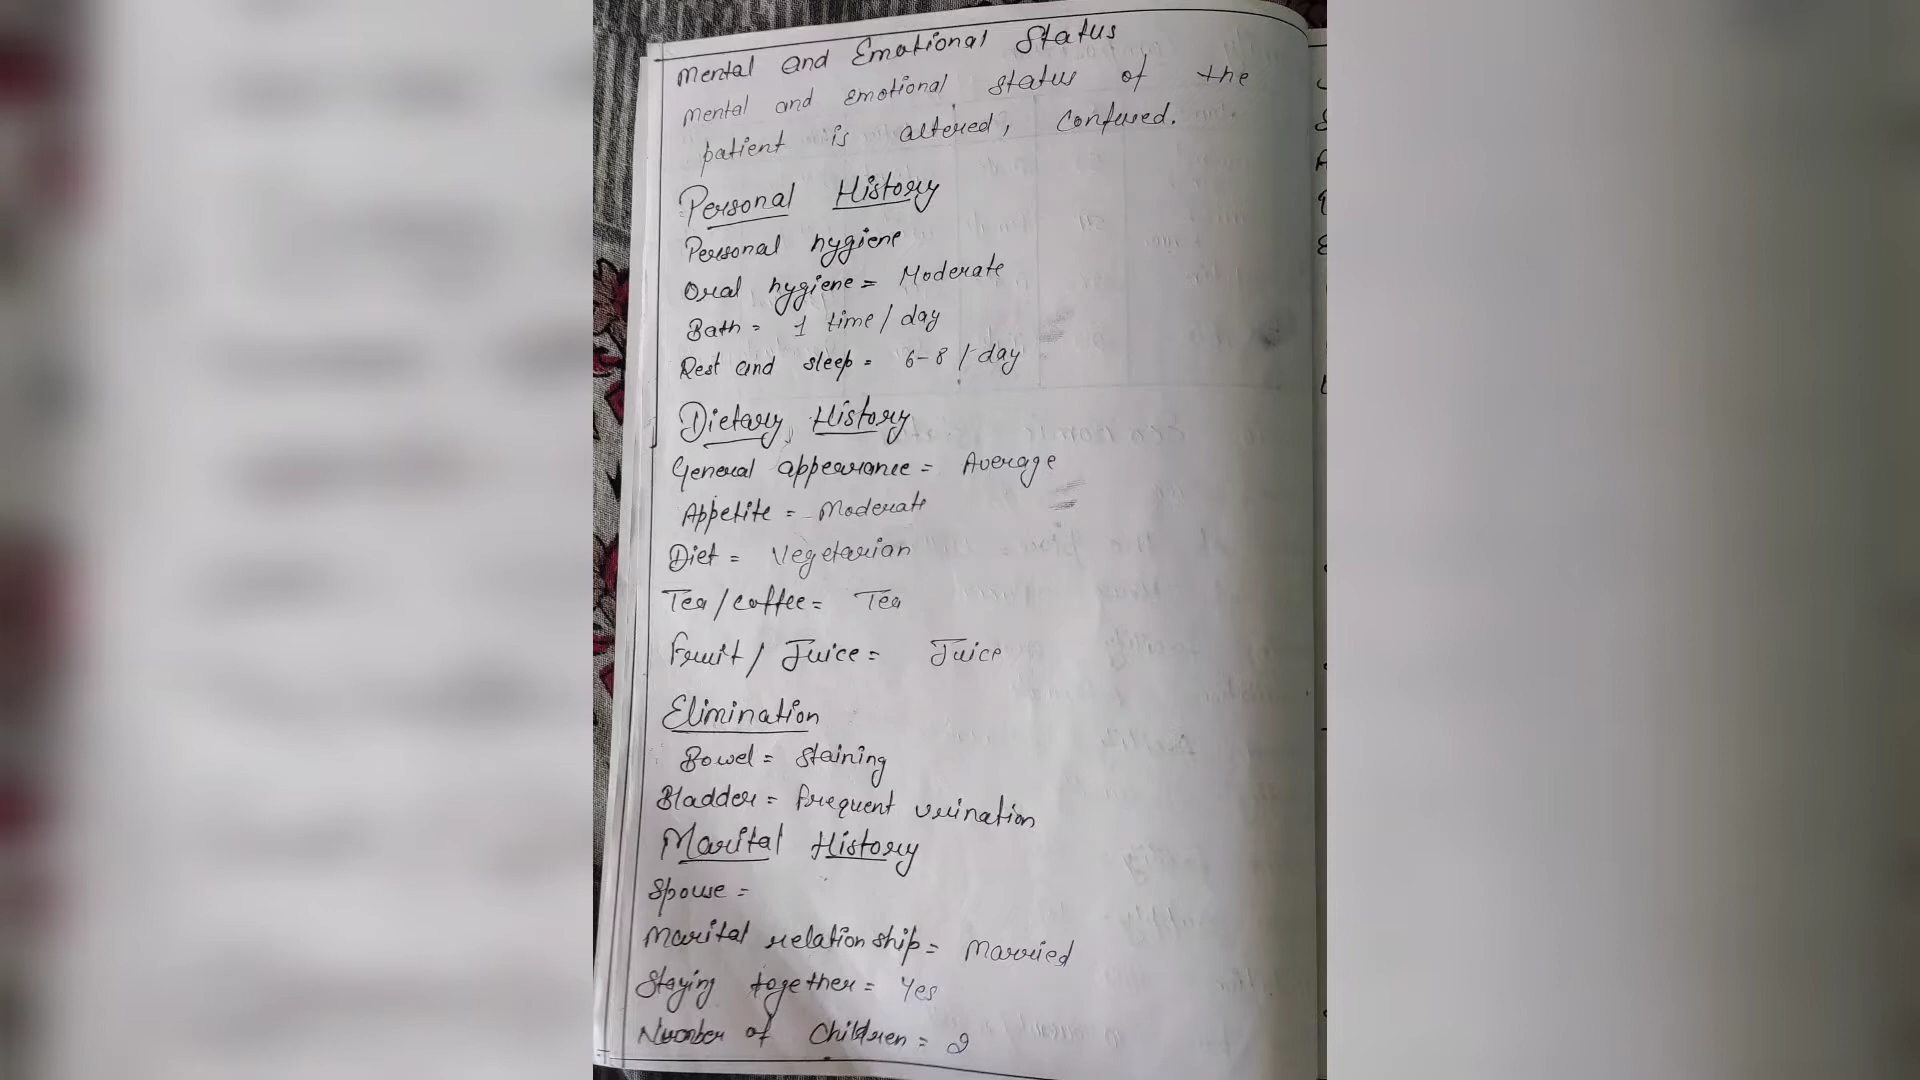 Mental and Emotional Status
Mental and emotional status of the
patient is altered, Confused.
Personal History
Personal hygiene
Oral hygiene = Moderate
Bath = 1 time / day
Rest and sleep = 6-8 / day
Dietary History
General appearance = Average
Appetite = Moderate
Diet = Vegetarian
Tea / coffee = Tea
Fruit / Juice = Juice
Elimination
Bowel = Staining
Bladder = frequent urination
Marital History
Spouse =
Marital relationship = Married
Staying together = Yes
Number of Children = 2